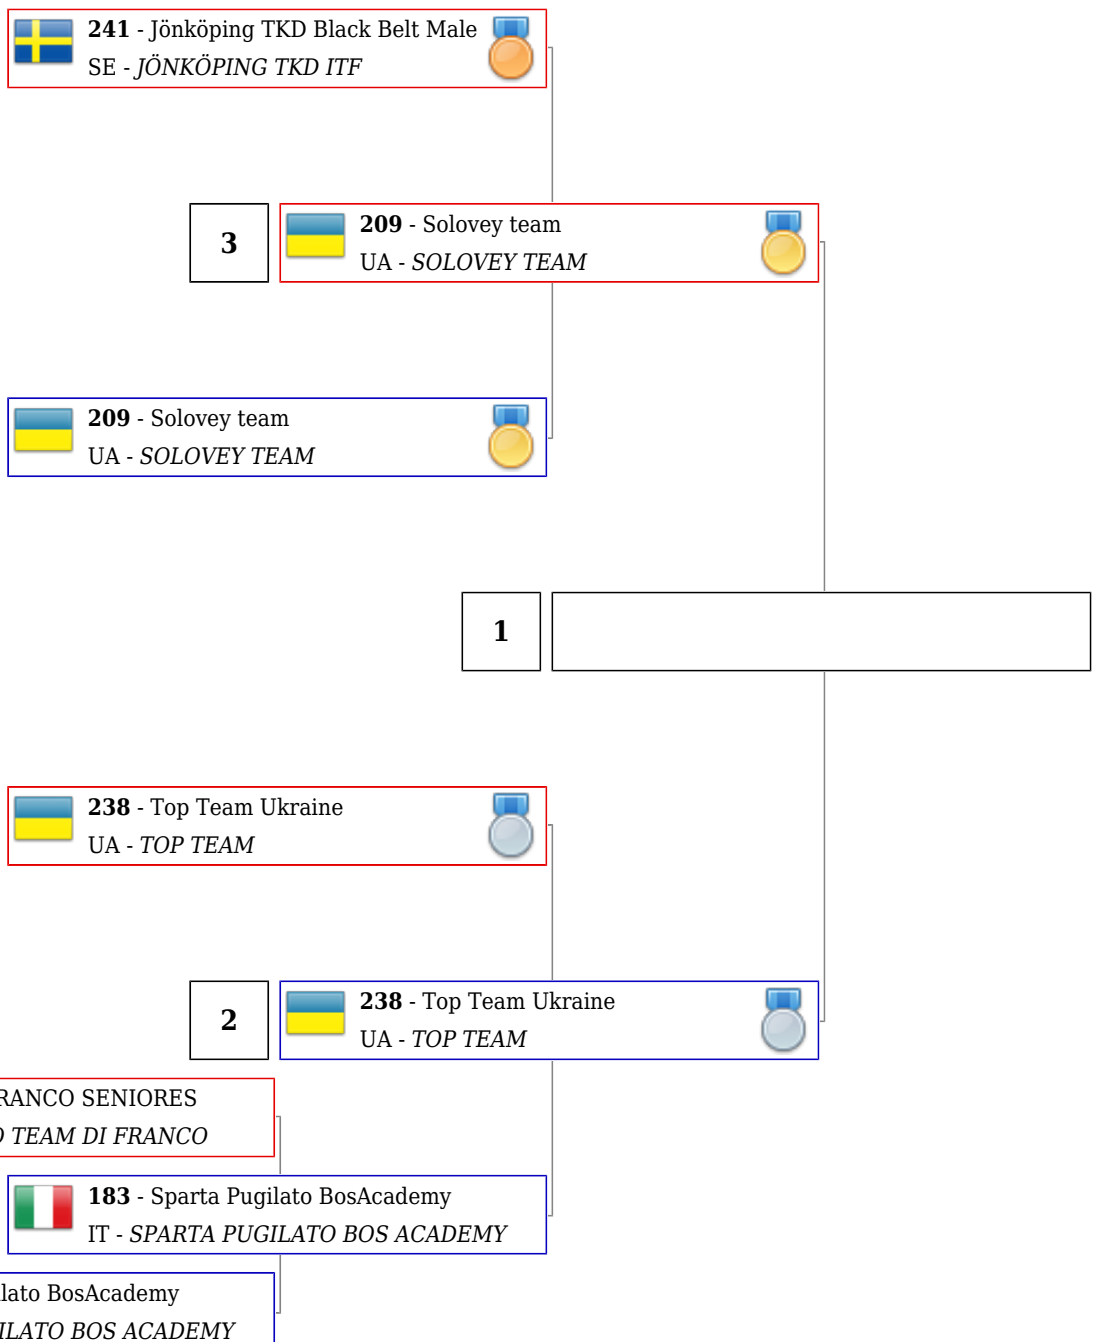 241 - Jönköping TKD Black Belt Male
SE - JÖNKÖPING TKD ITF
3
209 - Solovey team
UA - SOLOVEY TEAM
209 - Solovey team
UA - SOLOVEY TEAM
1
238 - Top Team Ukraine
UA - TOP TEAM
2
238 - Top Team Ukraine
UA - TOP TEAM
RANCO SENIORES
TEAM DI FRANCO
183 - Sparta Pugilato BosAcademy
IT - SPARTA PUGILATO BOS ACADEMY
lato BosAcademy
ILATO BOS ACADEMY